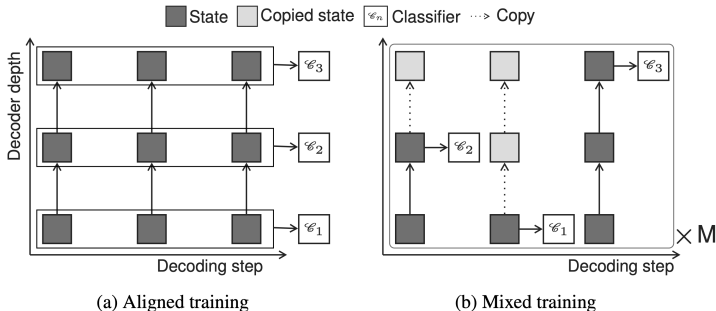 State Copied state 𝒞n Classifier Copy
Decoder depth
𝒞3
𝒞2
𝒞1
Decoding step
(a) Aligned training
𝒞3
𝒞2
𝒞1
× M
Decoding step
(b) Mixed training